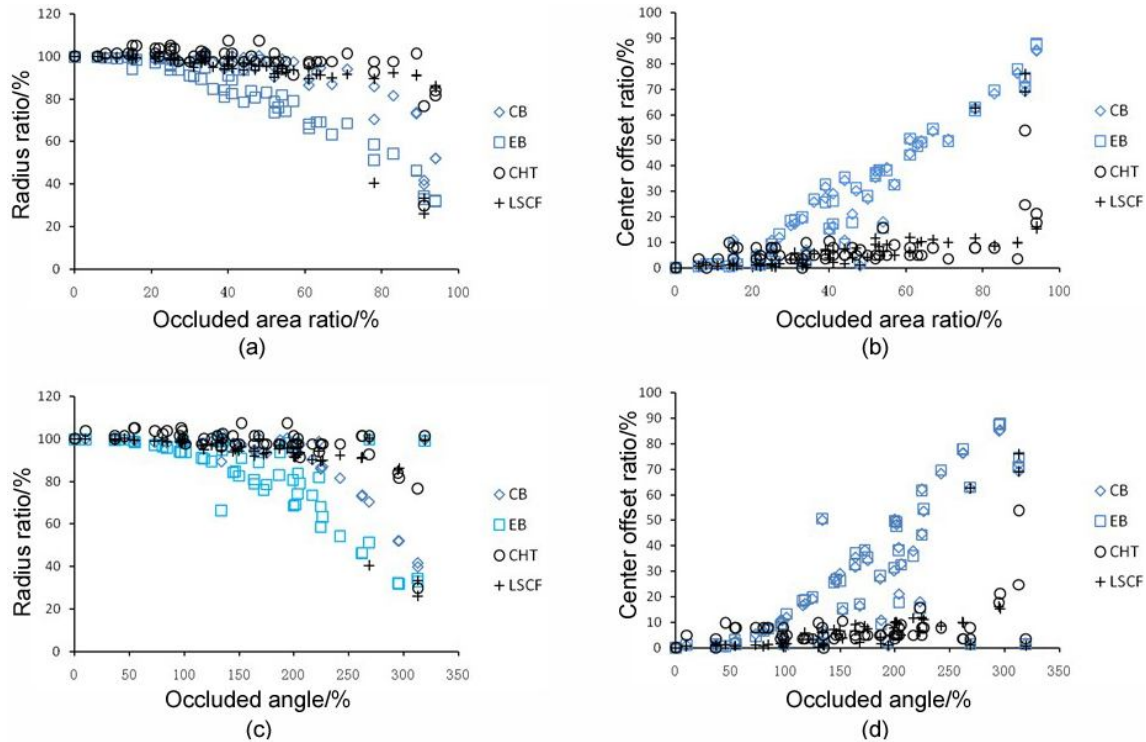 120
100
80
60
40
20
0
Radius ratio/%
0 20 40 60 80 100
Occluded area ratio/%
(a)
CB
EB
CHT
LSCF
100
90
80
70
60
50
40
30
20
10
0
Center offset ratio/%
0 20 40 60 80 100
Occluded area ratio/%
(b)
CB
EB
CHT
LSCF
120
100
80
60
40
20
0
Radius ratio/%
0 50 100 150 200 250 300 350
Occluded angle/%
(c)
CB
EB
CHT
LSCF
100
90
80
70
60
50
40
30
20
10
0
Center offset ratio/%
0 50 100 150 200 250 300 350
Occluded angle/%
(d)
CB
EB
CHT
LSCF